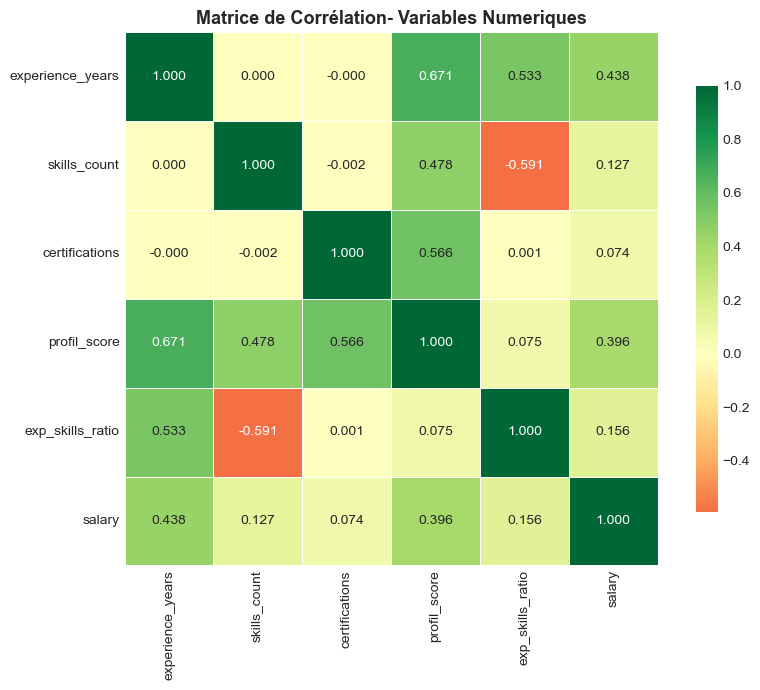 Matrice de Corrélation- Variables Numeriques
experience_years 1.000 0.000 -0.000 0.671 0.533 0.438
skills_count 0.000 1.000 -0.002 0.478 -0.591 0.127
certifications -0.000 -0.002 1.000 0.566 0.001 0.074
profil_score 0.671 0.478 0.566 1.000 0.075 0.396
exp_skills_ratio 0.533 -0.591 0.001 0.075 1.000 0.156
salary 0.438 0.127 0.074 0.396 0.156 1.000
experience_years
skills_count
certifications
profil_score
exp_skills_ratio
salary
1.0
0.8
0.6
0.4
0.2
0.0
−0.2
−0.4